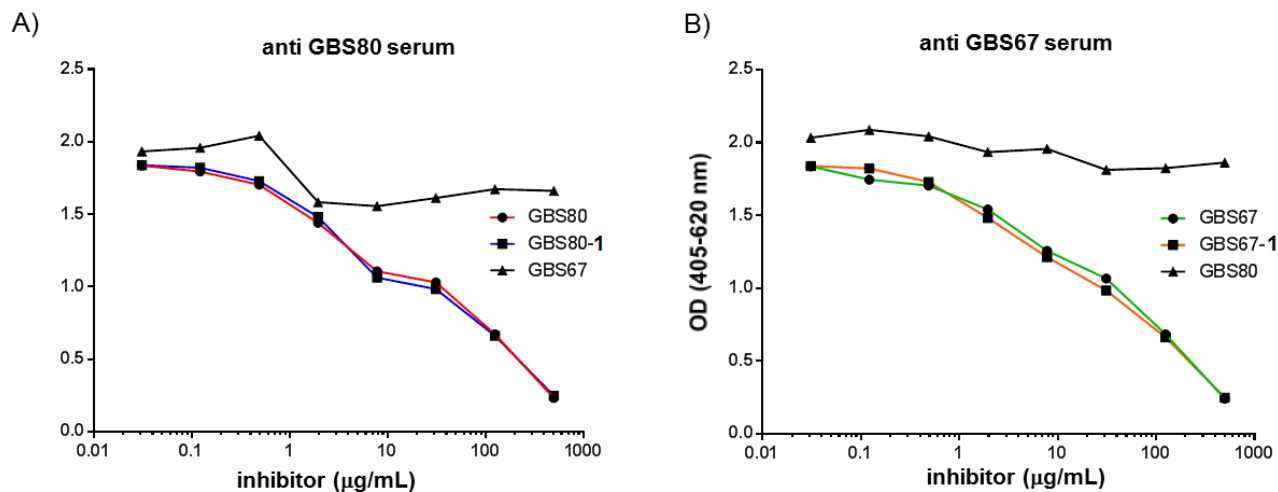 A)
anti GBS80 serum
2.5
2.0
1.5
1.0
0.5
0.0
0.01
0.1
1
10
100
1000
inhibitor (μg/mL)
GBS80
GBS80-1
GBS67
B)
anti GBS67 serum
OD (405-620 nm)
2.5
2.0
1.5
1.0
0.5
0.0
0.01
0.1
1
10
100
1000
inhibitor (μg/mL)
GBS67
GBS67-1
GBS80